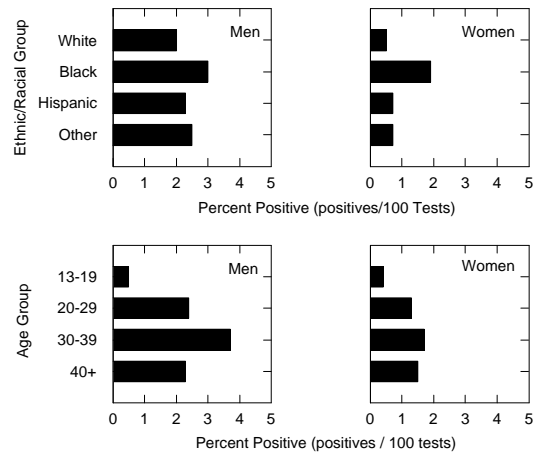 Men
Women
Ethnic/Racial Group
White
Black
Hispanic
Other
0 1 2 3 4 5
0 1 2 3 4 5
Percent Positive (positives/100 Tests)
Men
Women
Age Group
13-19
20-29
30-39
40+
0 1 2 3 4 5
0 1 2 3 4 5
Percent Positive (positives / 100 tests)